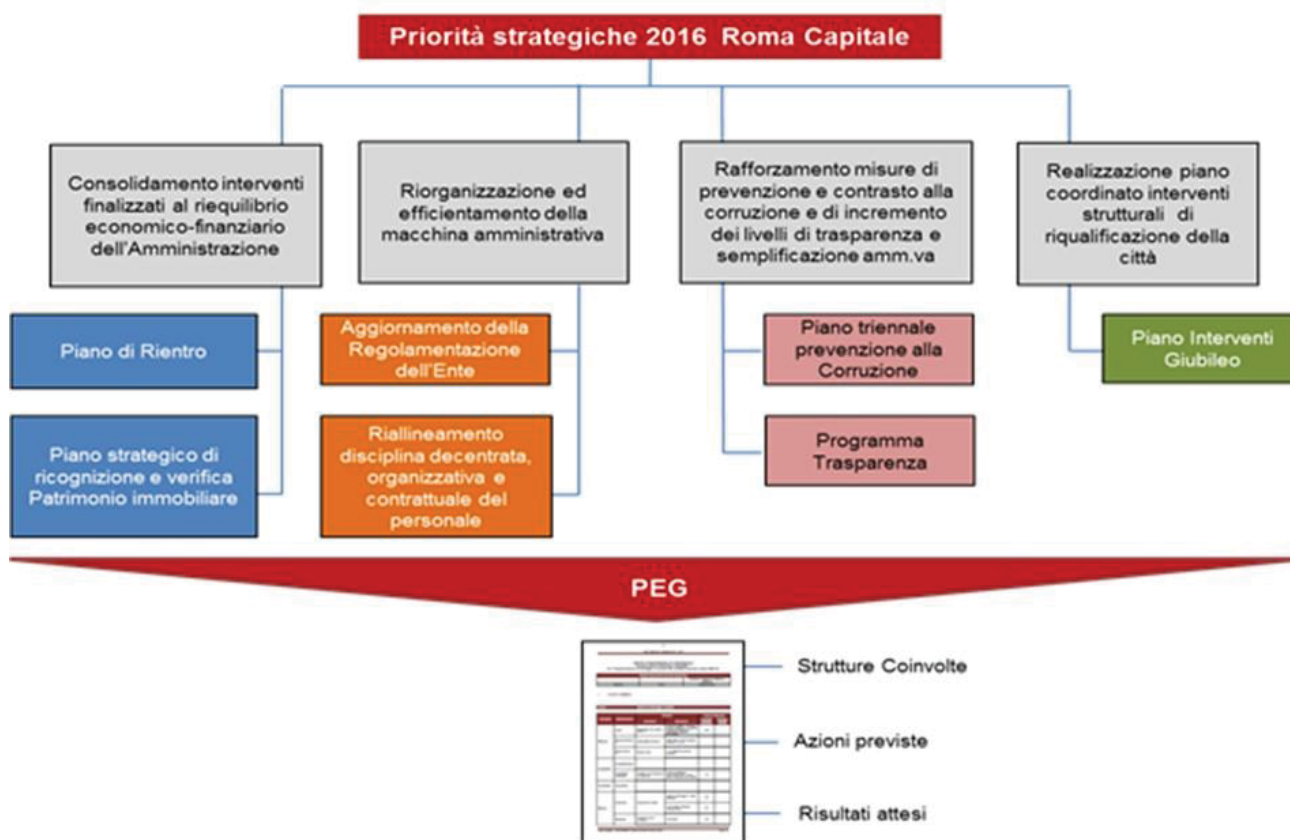 Priorità strategiche 2016 Roma Capitale
Consolidamento interventi
finalizzati al riequilibrio
economico-finanziario
dell'Amministrazione
Riorganizzazione ed
efficientamento della
macchina amministrativa
Rafforzamento misure di
prevenzione e contrasto alla
corruzione e di incremento
dei livelli di trasparenza e
semplificazione amm.va
Realizzazione piano
coordinato interventi
strutturali di
riqualificazione della
città
Piano di Rientro
Aggiornamento della
Regolamentazione
dell'Ente
Piano triennale
prevenzione alla
Corruzione
Piano Interventi
Giubileo
Piano strategico di
ricognizione e verifica
Patrimonio immobiliare
Riallineamento
disciplina decentrata,
organizzativa e
contrattuale del
personale
Programma
Trasparenza
PEG
Strutture Coinvolte
Azioni previste
Risultati attesi